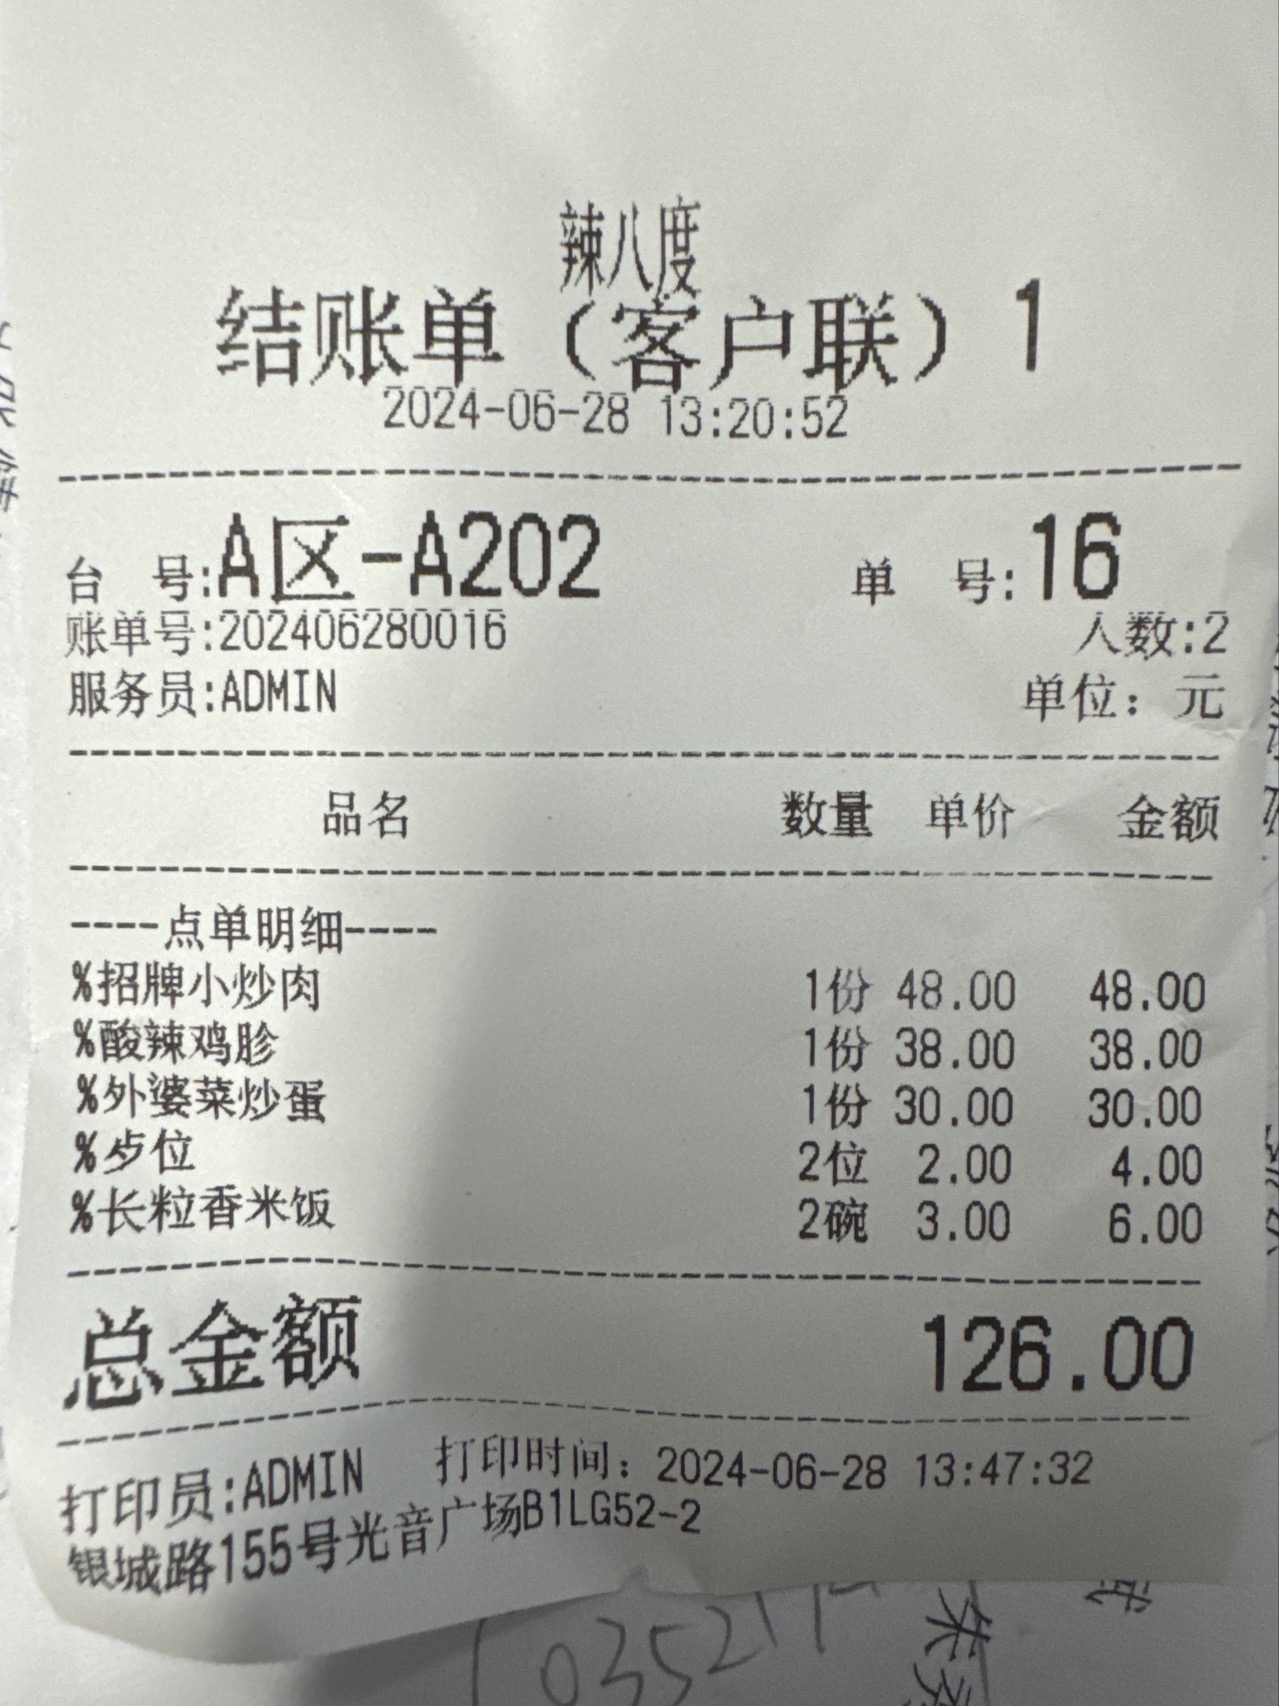 辣八度
结账单（客户联）1
2024-06-28 13:20:52
台 号:A区-A202 单 号:16
账单号:202406280016 人数:2
服务员:ADMIN 单位：元
品名 数量 单价 金额
----点单明细----
%招牌小炒肉 1份 48.00 48.00
%酸辣鸡胗 1份 38.00 38.00
%外婆菜炒蛋 1份 30.00 30.00
%歺位 2位 2.00 4.00
%长粒香米饭 2碗 3.00 6.00
总金额 126.00
打印员:ADMIN 打印时间：2024-06-28 13:47:32
银城路155号光音广场B1LG52-2